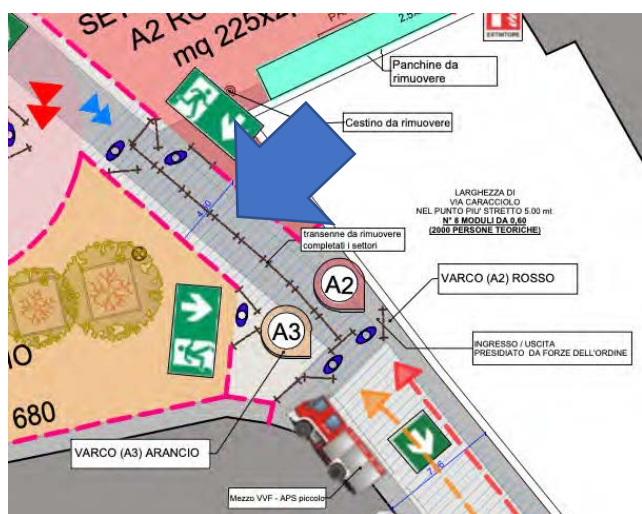 SET
A2 RO
mq 225x2,
ESTINTORE
Panchine da
rimuovere
Cestino da rimuovere
LARGHEZZA DI
VIA CARACCIOLO
NEL PUNTO PIU' STRETTO 5.00 mt
N° 8 MODULI DA 0,60
(2000 PERSONE TEORICHE)
transenne da rimuovere
completati i settori
A2
VARCO (A2) ROSSO
A3
INGRESSO / USCITA
PRESIDIATO DA FORZE DELL'ORDINE
IO
680
VARCO (A3) ARANCIO
Mezzo VVF - APS piccolo